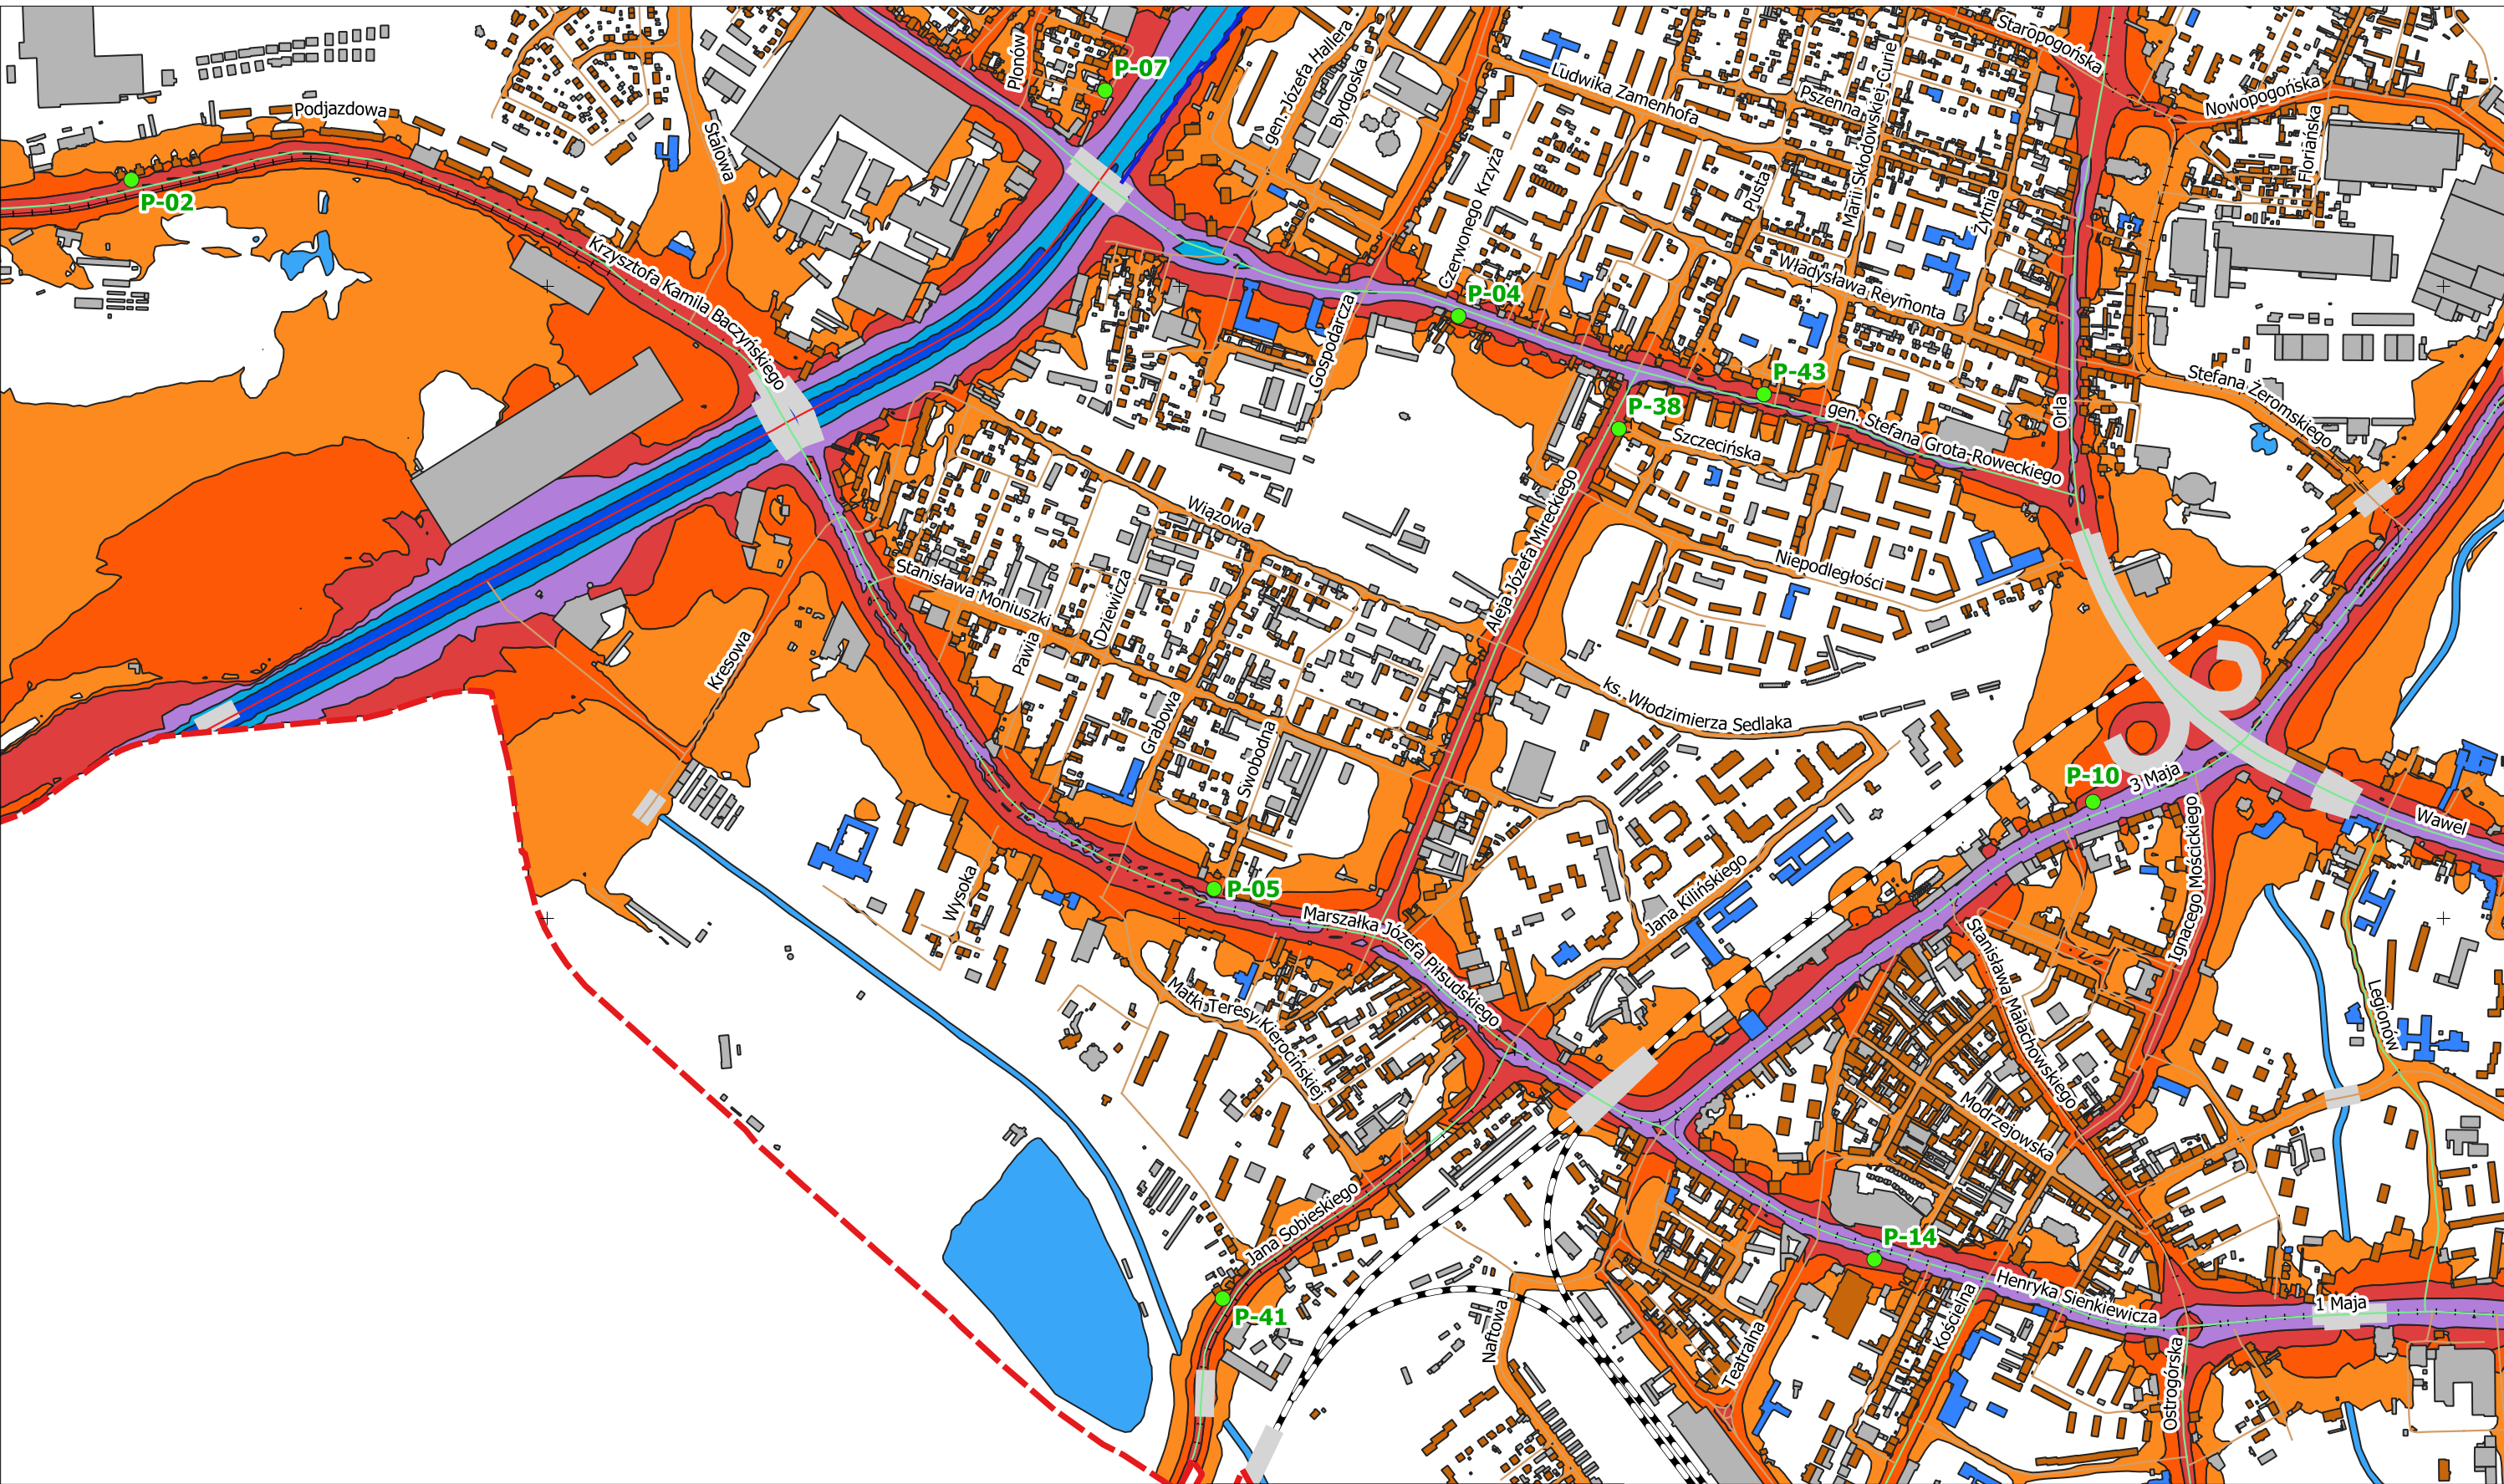 Staropogońska
Plonów
P-07
gen. Józefa Hallera
Bydgoska
Ludwika Zamenhofa
Pszenna
Marii Skłodowskiej Curie
Nowopogońska
Floriańska
Podjazdowa
Stalowa
P-02
Czerwonego Krzyża
Pusta
Żytnia
Krzysztofa Kamila Baczyńskiego
Władysława Reymonta
P-04
Gospodarcza
P-43
P-38
Stefana Żeromskiego
Orla
gen. Stefana Grota-Roweckiego
Szczecińska
Wiązowa
Aleja Józefa Mireckiego
Niepodległości
Stanisława Moniuszki
Dziewicza
Pawia
Kresowa
ks. Włodzimierza Sedlaka
Grabowa
Swobodna
P-10
3 Maja
Wawel
Ignacego Mościckiego
Jana Kilińskiego
Wysoka
P-05
Marszałka Józefa Piłsudskiego
Stanisława Małachowskiego
Matki Teresy Kierocińskiej
Legionów
Modrzejowska
Jana Sobieskiego
P-14
Henryka Sienkiewicza
1 Maja
P-41
Naftowa
Teatralna
Kościelna
Ostrogórska